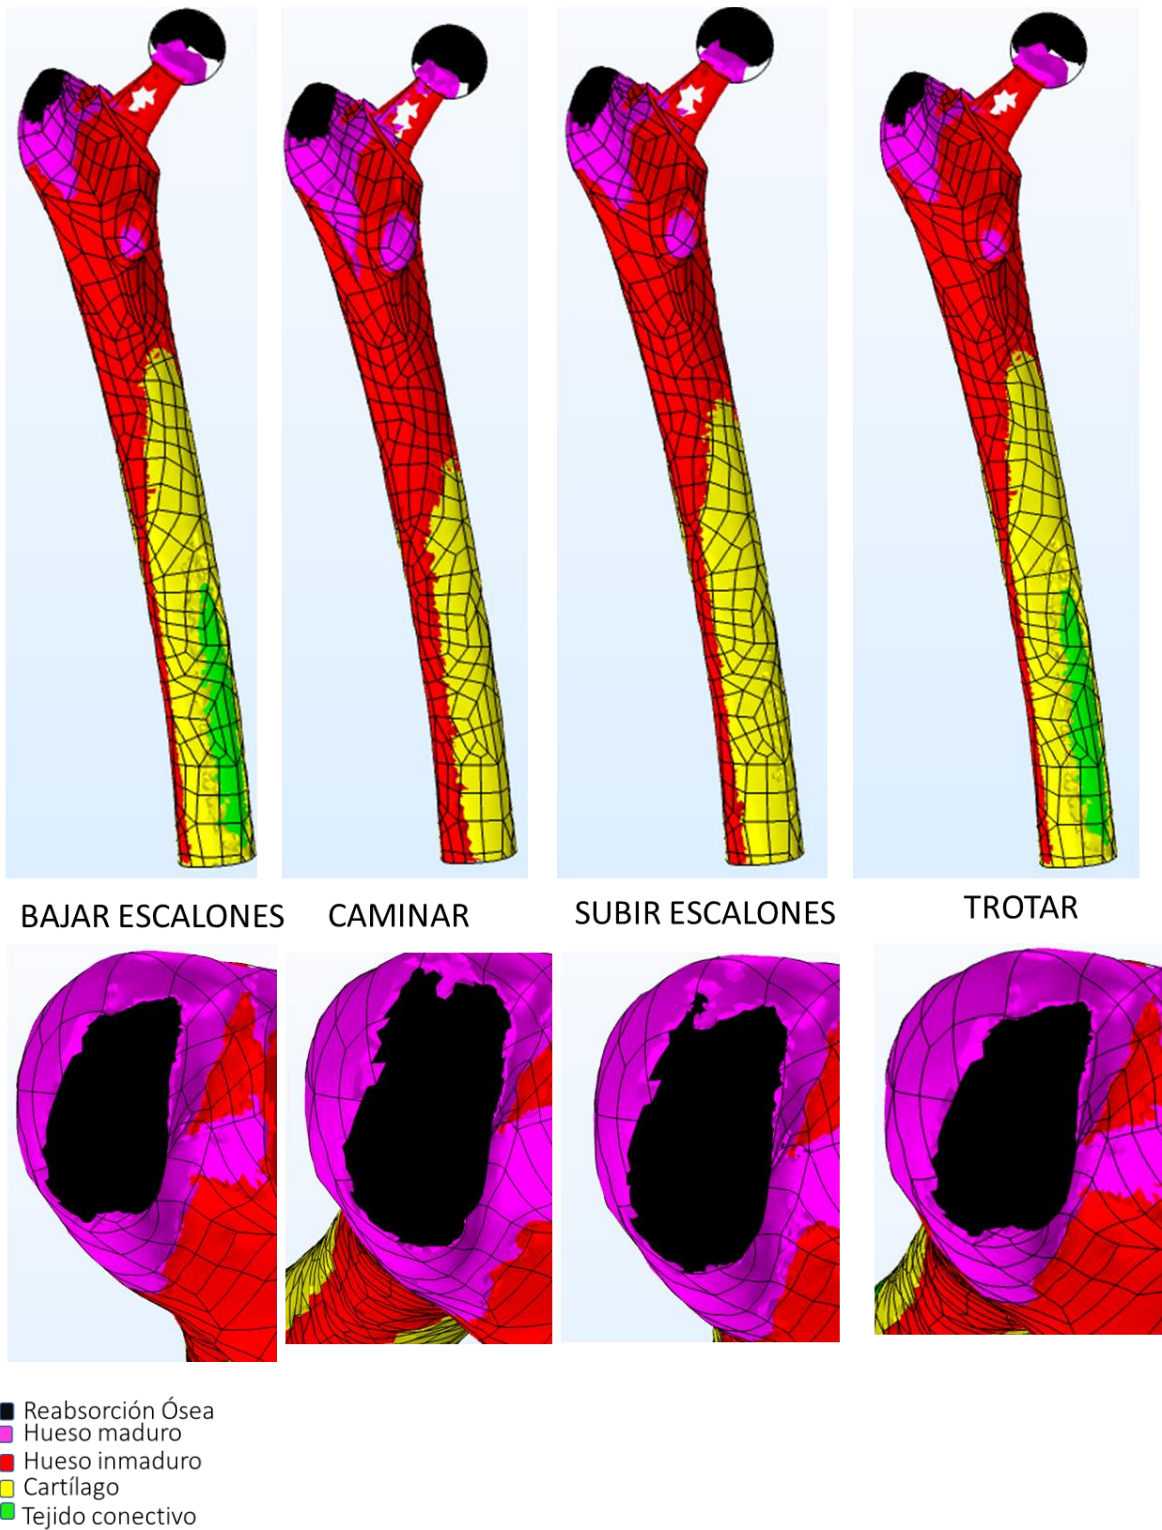 BAJAR ESCALONES
CAMINAR
SUBIR ESCALONES
TROTAR
Reabsorción Ósea
Hueso maduro
Hueso inmaduro
Cartílago
Tejido conectivo